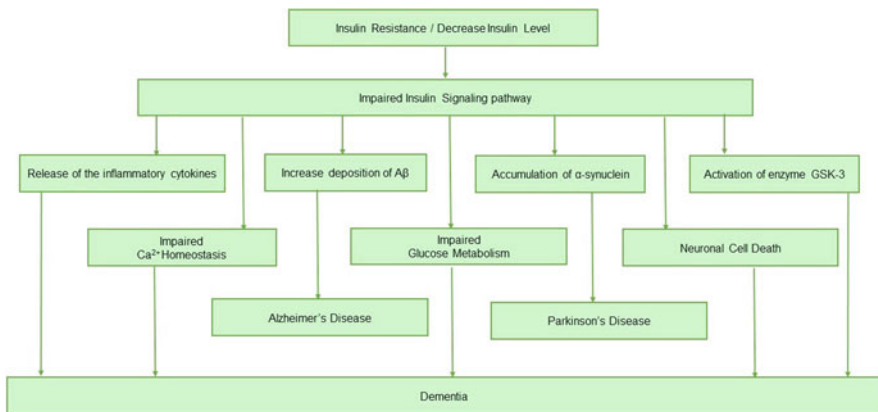 Insulin Resistance / Decrease Insulin Level
Impaired Insulin Signaling pathway
Release of the inflammatory cytokines
Increase deposition of Aβ
Accumulation of α-synuclein
Activation of enzyme GSK-3
Impaired
Ca²⁺ Homeostasis
Impaired
Glucose Metabolism
Neuronal Cell Death
Alzheimer's Disease
Parkinson's Disease
Dementia